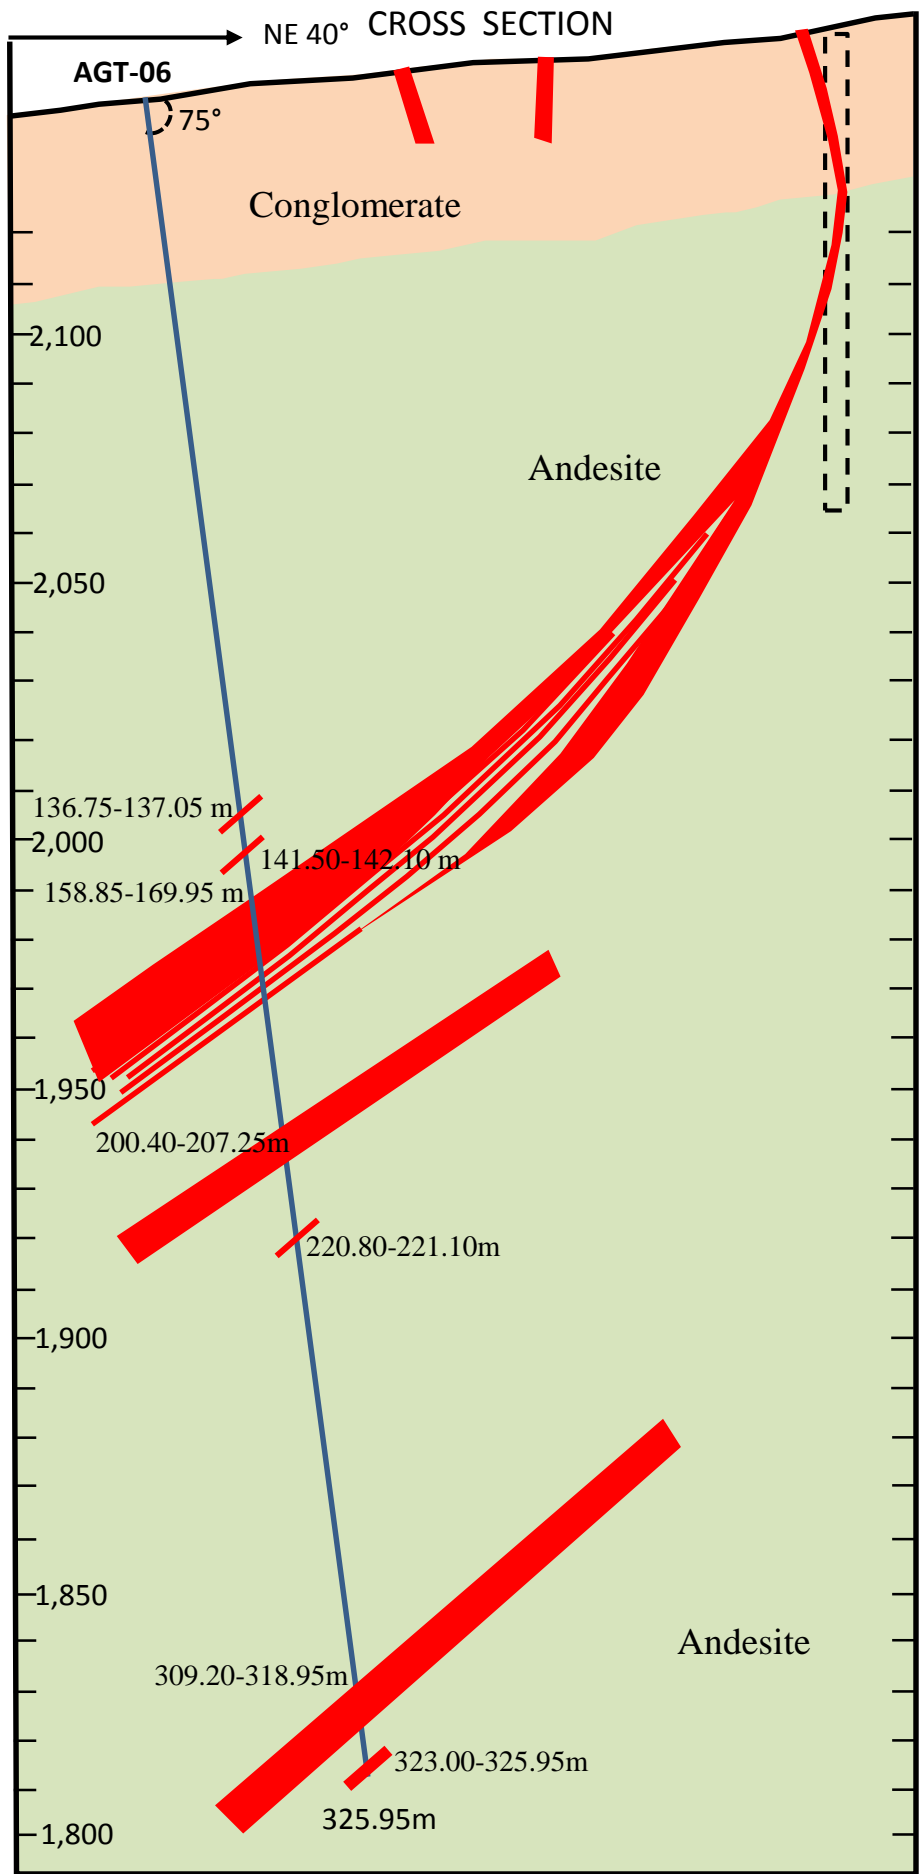 NE 40° CROSS SECTION
AGT-06
75°
Conglomerate
2,100
Andesite
2,050
136.75-137.05 m
2,000
141.50-142.10 m
158.85-169.95 m
1,950
200.40-207.25m
220.80-221.10m
1,900
1,850
Andesite
309.20-318.95m
323.00-325.95m
325.95m
1,800